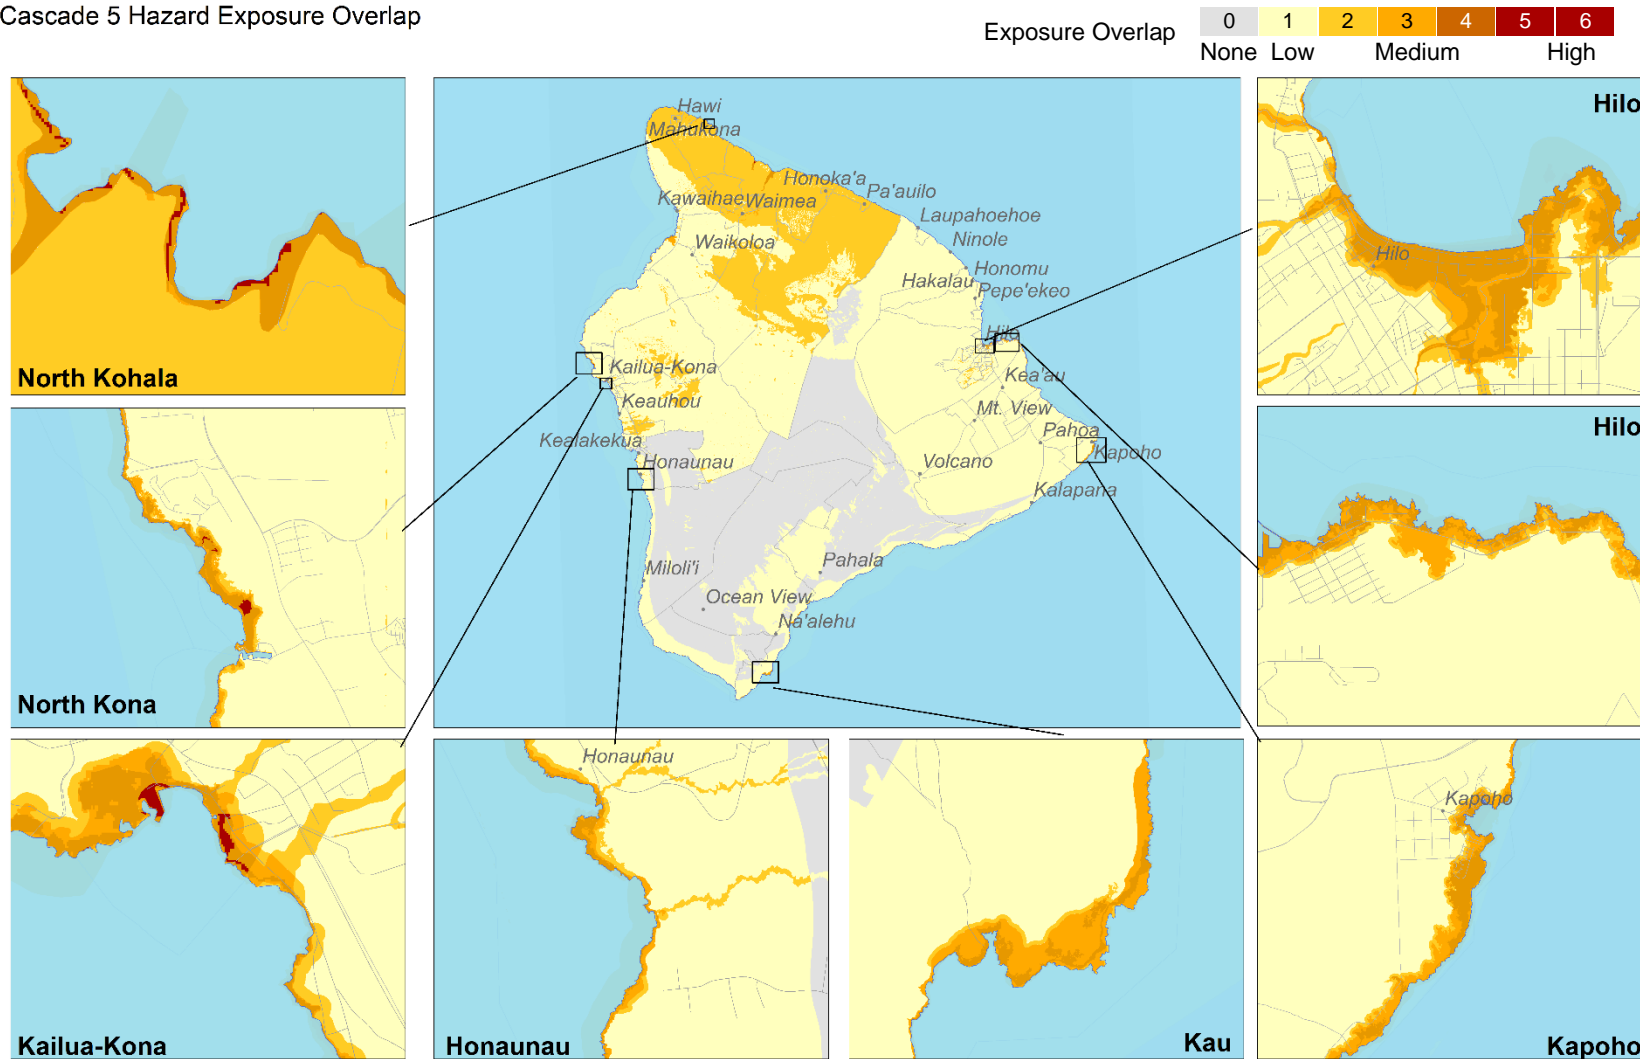 Cascade 5 Hazard Exposure Overlap
Exposure Overlap
0 1 2 3 4 5 6
None Low Medium High
North Kohala
North Kona
Kailua-Kona
Hawi
Mahukona
Honoka'a
Pa'auilo
Kawaihae
Waimea
Laupahoehoe
Waikoloa
Ninole
Honomu
Hakalau
Pepe'ekeo
Hilo
Kailua-Kona
Kea'au
Keauhou
Mt. View
Pahoa
Kealakekua
Kapoho
Honaunau
Volcano
Kalapana
Pahala
Miloli'i
Ocean View
Na'alehu
Hilo
Hilo
Hilo
Honaunau
Honaunau
Kau
Kapoho
Kapoho